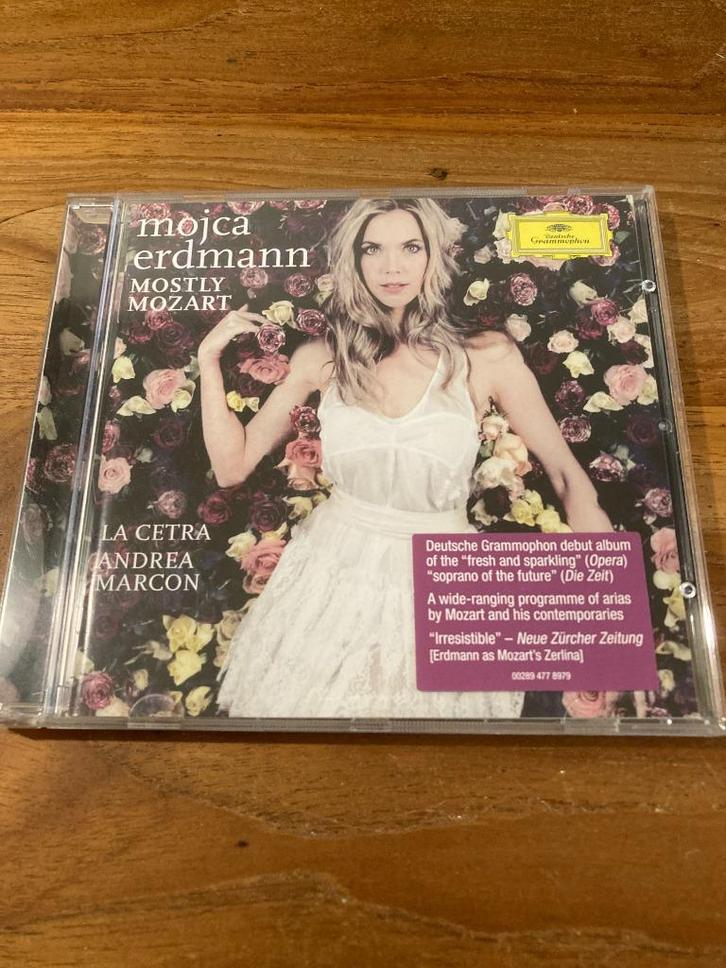 mojca
erdmann
MOSTLY
MOZART
Deutsche
Grammophon
LA CETRA
ANDREA
MARCON
Deutsche Grammophon debut album
of the “fresh and sparkling” (Opera)
“soprano of the future” (Die Zeit)
A wide-ranging programme of arias
by Mozart and his contemporaries
“Irresistible” – Neue Zürcher Zeitung
[Erdmann as Mozart's Zerlina]
00289 477 8979